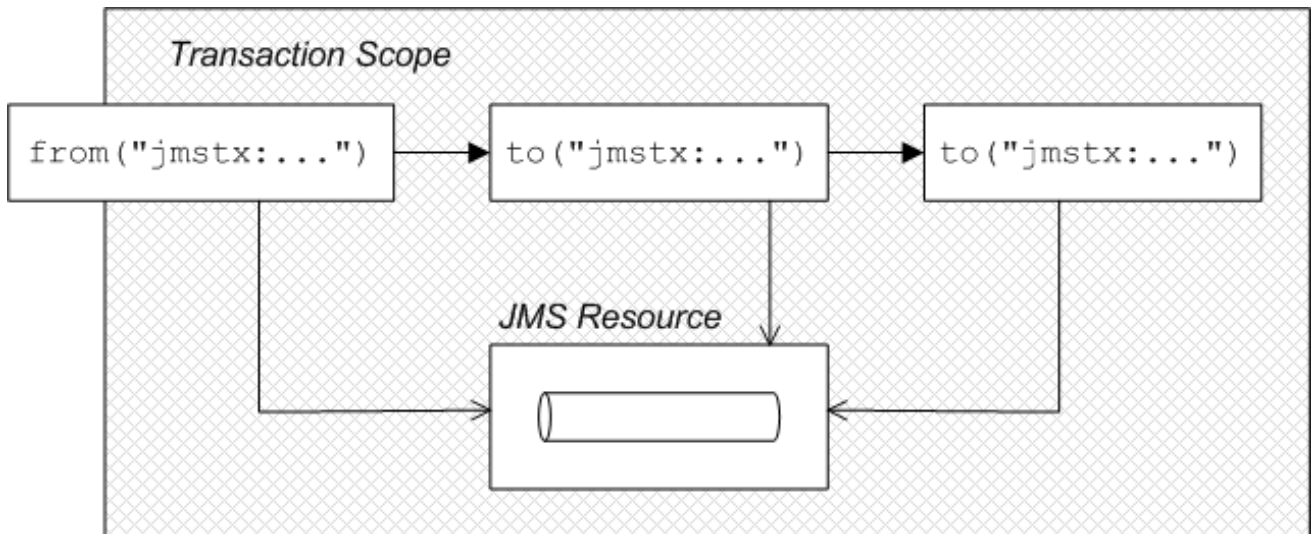 Transaction Scope
from("jmstx:...")
to("jmstx:...")
to("jmstx:...")
JMS Resource